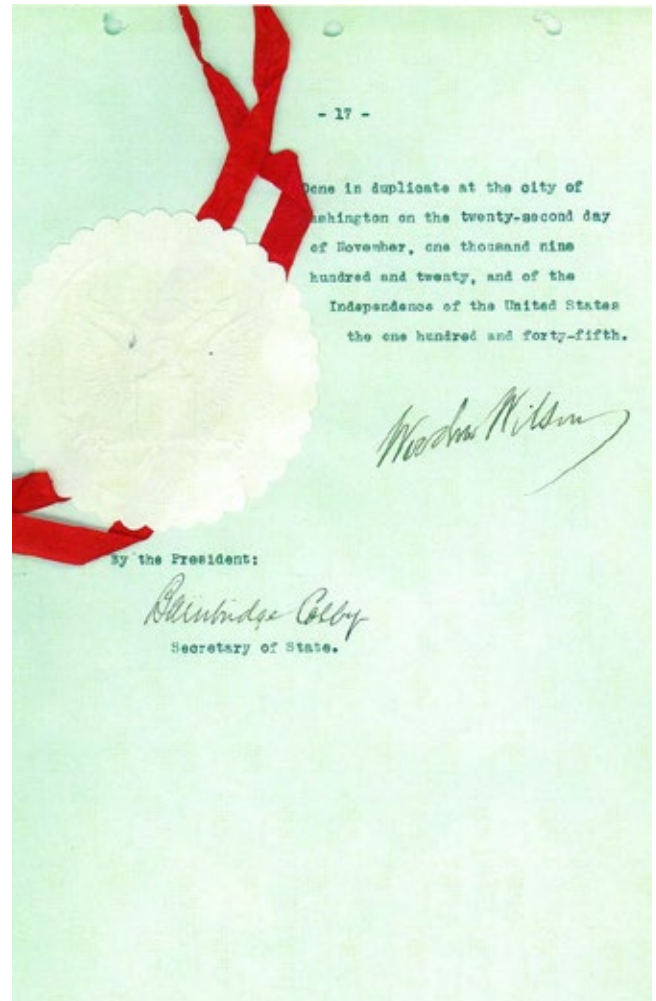 - 17 -
Done in duplicate at the city of
ashington on the twenty-second day
of November, one thousand nine
hundred and twenty, and of the
Independence of the United States
the one hundred and forty-fifth.
Woodrow Wilson
By the President:
Bainbridge Colby
Secretary of State.